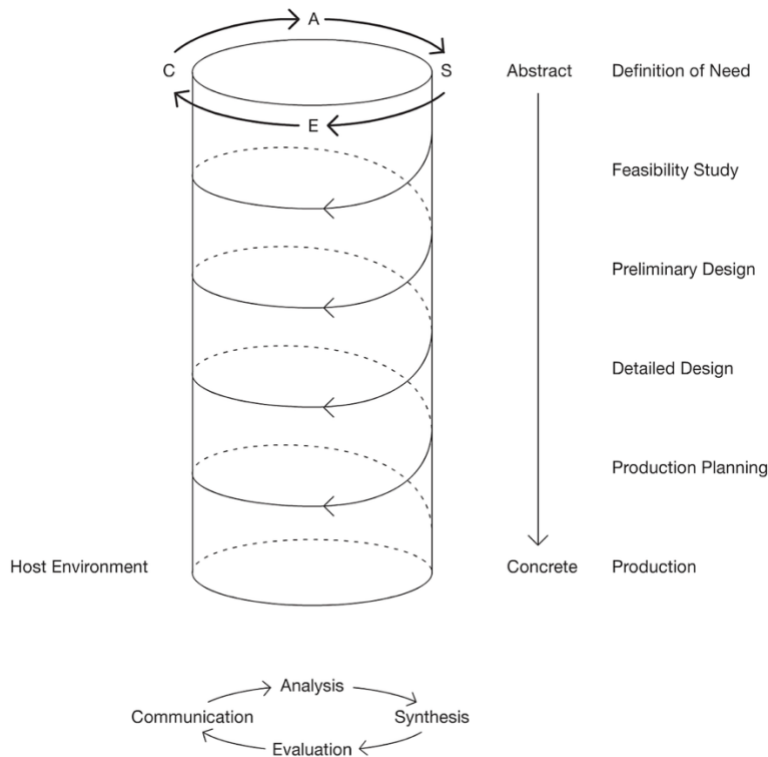 A
C
S
Abstract
Definition of Need
E
Feasibility Study
Preliminary Design
Detailed Design
Production Planning
Host Environment
Concrete
Production
Analysis
Communication
Synthesis
Evaluation